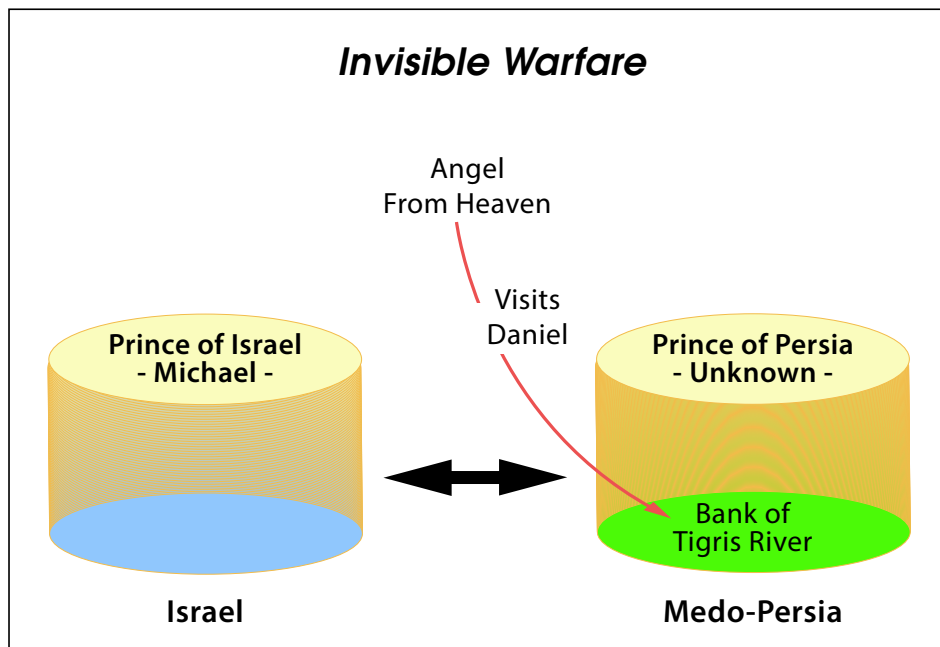 Invisible Warfare
Angel
From Heaven
Visits
Daniel
Prince of Israel
- Michael -
Prince of Persia
- Unknown -
Bank of
Tigris River
Israel
Medo-Persia